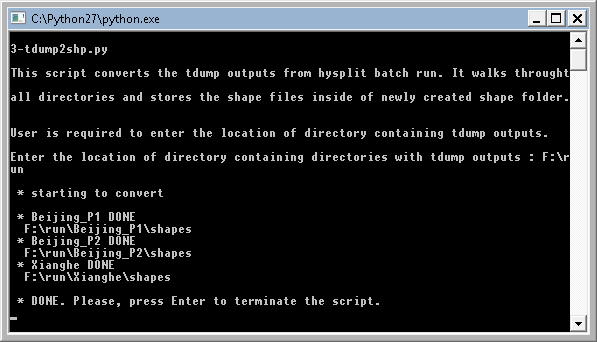 C:\Python27\python.exe
3-tdump2shp.py
This script converts the tdump outputs from hysplit batch run. It walks throught
all directories and stores the shape files inside of newly created shape folder.
User is required to enter the location of directory containing tdump outputs.
Enter the location of directory containing directories with tdump outputs : F:\r
un
* starting to convert
* Beijing_P1 DONE
F:\run\Beijing_P1\shapes
* Beijing_P2 DONE
F:\run\Beijing_P2\shapes
* Xianghe DONE
F:\run\Xianghe\shapes
* DONE. Please, press Enter to terminate the script.